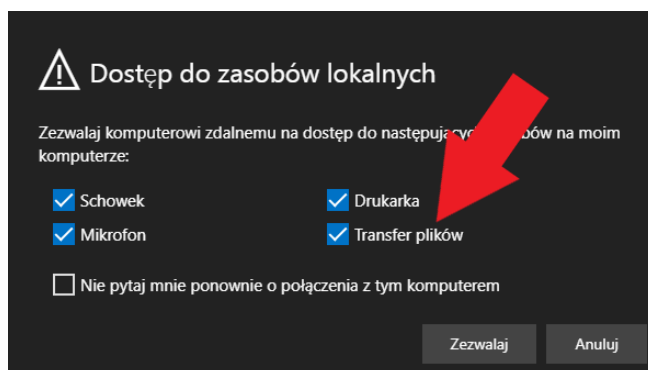 Dostęp do zasobów lokalnych
Zezwalaj komputerowi zdalnemu na dostęp do na moim
komputerze:
Schowek
Drukarka
Mikrofon
Transfer plików
Nie pytaj mnie ponownie o połączenia z tym komputerem
Zezwalaj
Anuluj